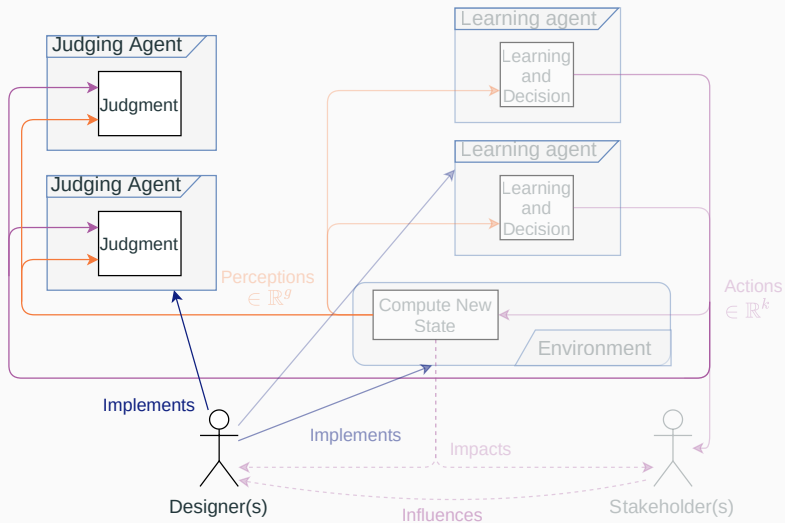 Judging Agent
Judgment
Learning agent
Learning
and
Decision
Learning agent
Learning
and
Decision
Judging Agent
Judgment
Perceptions
∈ ℝ^g
Compute New
State
Environment
Actions
∈ ℝ^k
Implements
Implements
Impacts
Designer(s)
Influences
Stakeholder(s)